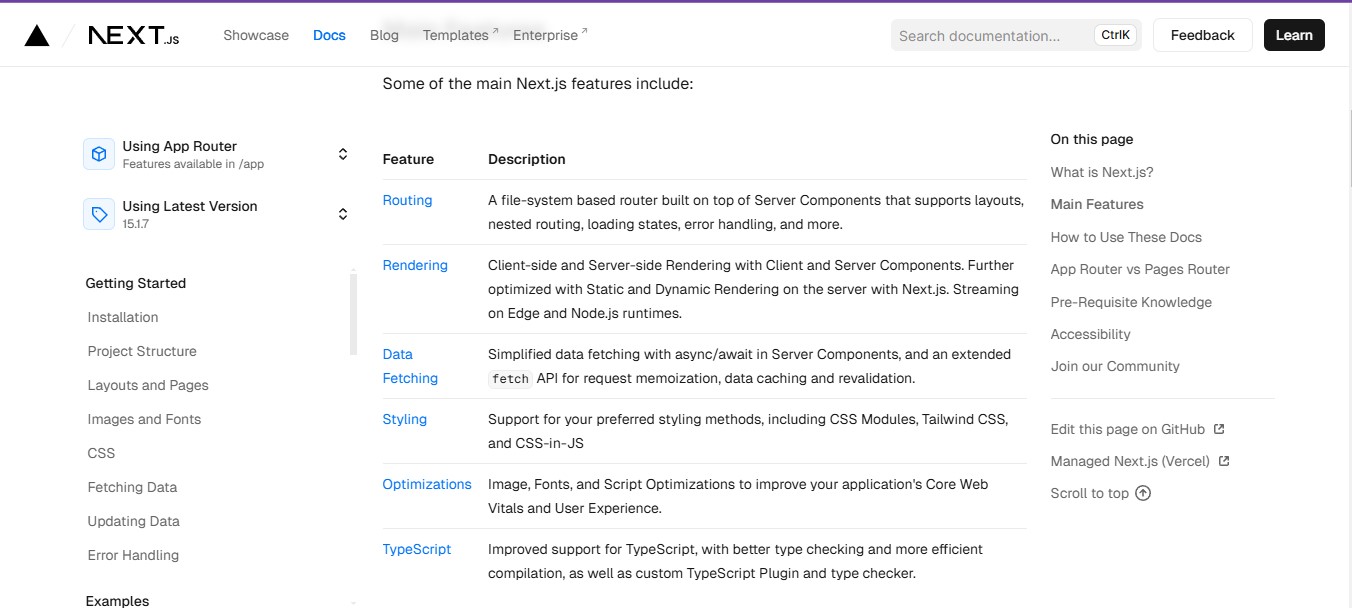 NEXT.JS
Showcase
Docs
Blog
Templates
Enterprise
Search documentation...
CtrlK
Feedback
Learn
Using App Router
Features available in /app
Using Latest Version
15.1.7
Getting Started
Installation
Project Structure
Layouts and Pages
Images and Fonts
CSS
Fetching Data
Updating Data
Error Handling
Examples
Some of the main Next.js features include:
Feature Description
Routing A file-system based router built on top of Server Components that supports layouts,
nested routing, loading states, error handling, and more.
Rendering Client-side and Server-side Rendering with Client and Server Components. Further
optimized with Static and Dynamic Rendering on the server with Next.js. Streaming
on Edge and Node.js runtimes.
Data Simplified data fetching with async/await in Server Components, and an extended
Fetching fetch API for request memoization, data caching and revalidation.
Styling Support for your preferred styling methods, including CSS Modules, Tailwind CSS,
and CSS-in-JS
Optimizations Image, Fonts, and Script Optimizations to improve your application's Core Web
Vitals and User Experience.
TypeScript Improved support for TypeScript, with better type checking and more efficient
compilation, as well as custom TypeScript Plugin and type checker.
On this page
What is Next.js?
Main Features
How to Use These Docs
App Router vs Pages Router
Pre-Requisite Knowledge
Accessibility
Join our Community
Edit this page on GitHub
Managed Next.js (Vercel)
Scroll to top